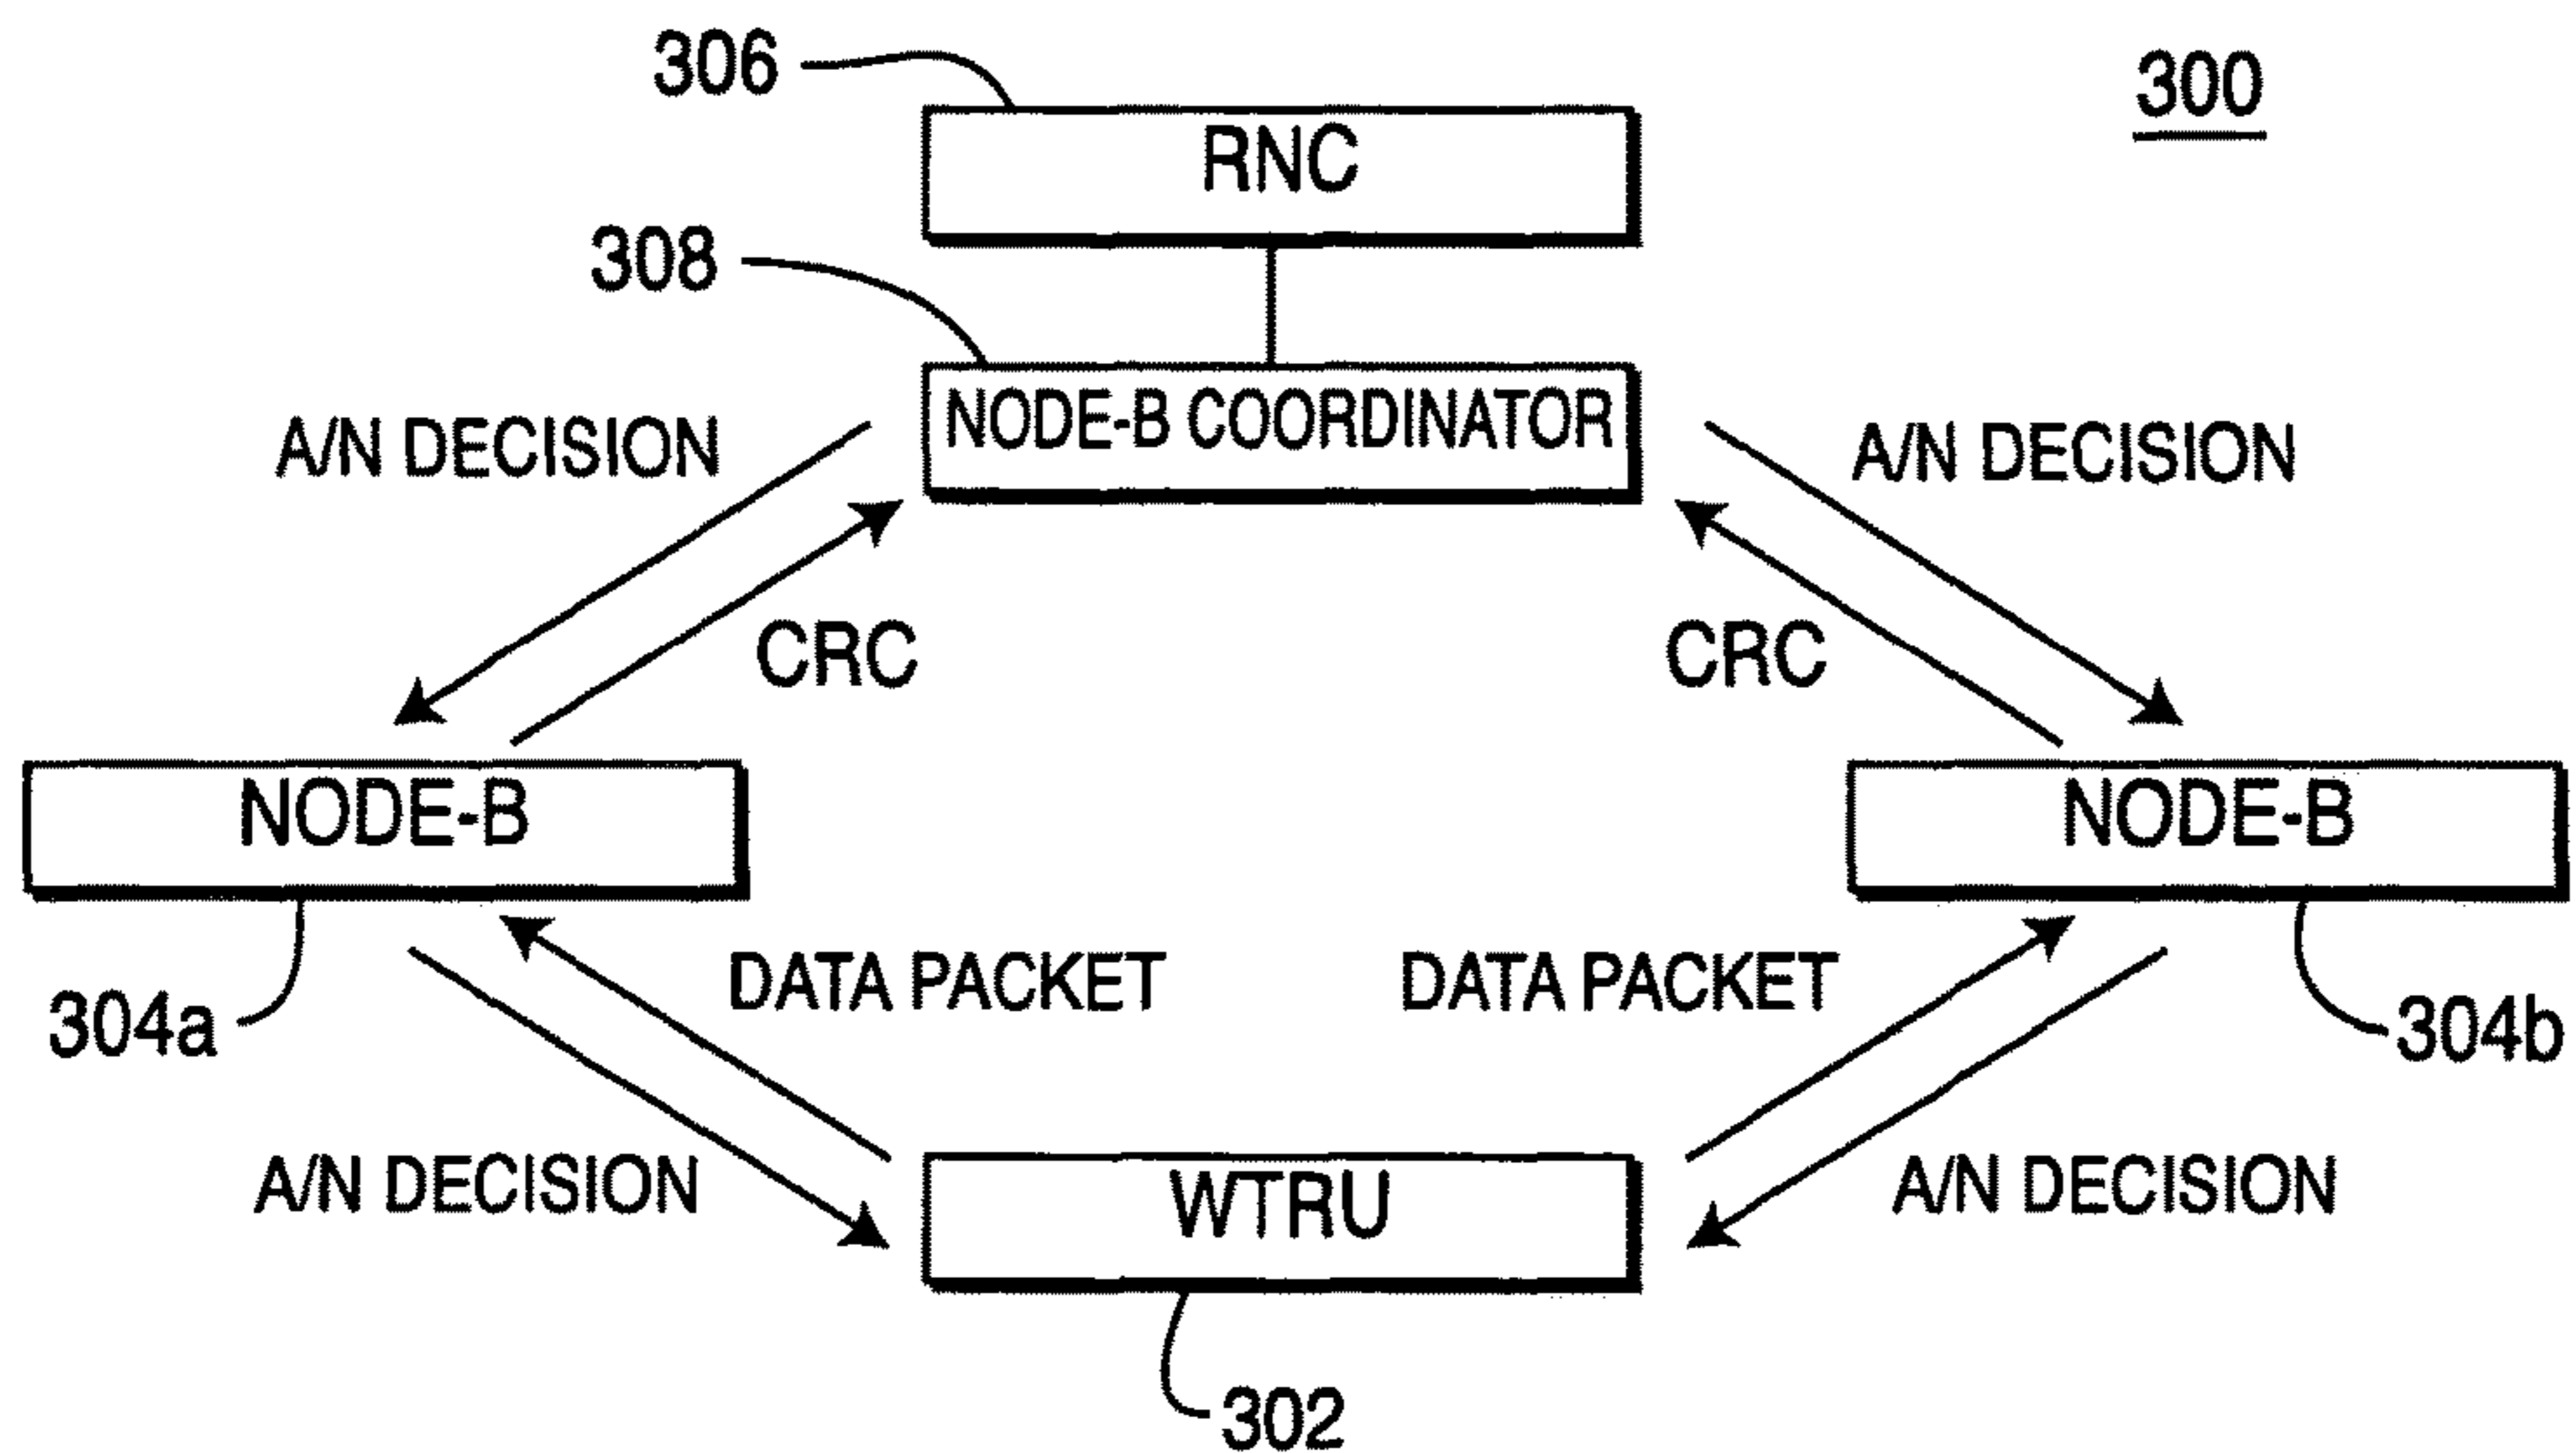 306
300
RNC
308
NODE-B COORDINATOR
A/N DECISION
A/N DECISION
CRC
CRC
NODE-B
NODE-B
DATA PACKET
DATA PACKET
304a
304b
A/N DECISION
WTRU
A/N DECISION
302